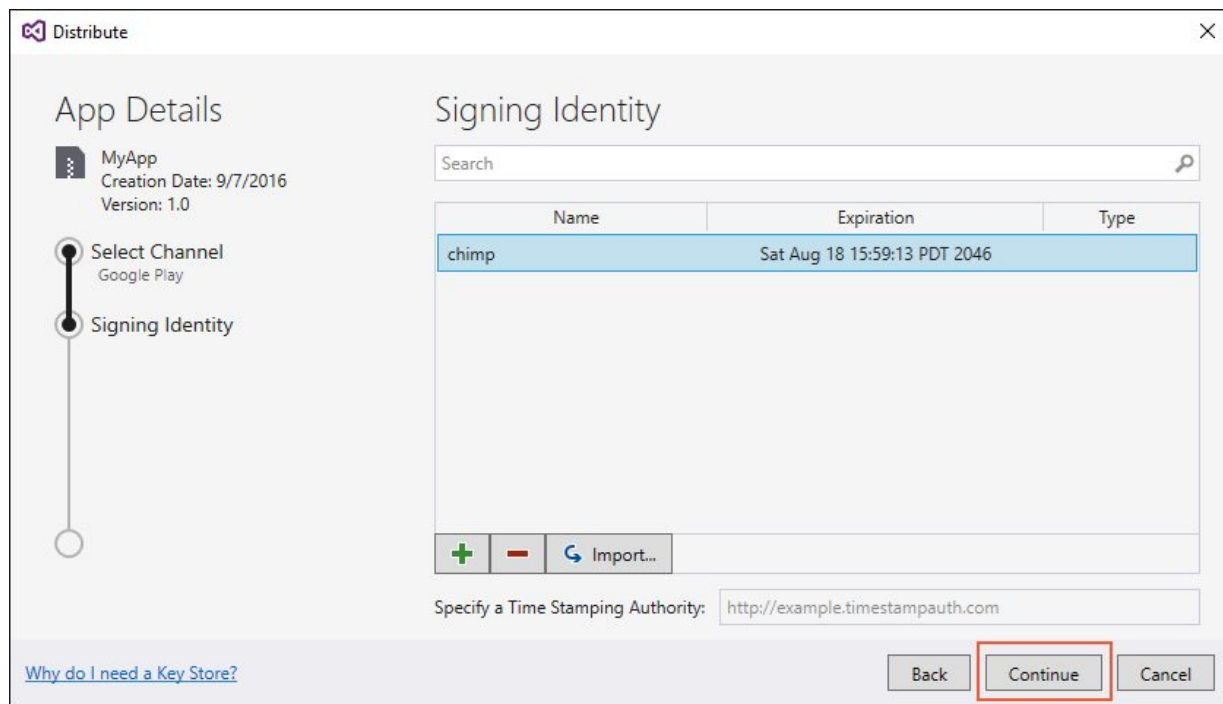 Distribute
App Details
MyApp
Creation Date: 9/7/2016
Version: 1.0
Select Channel
Google Play
Signing Identity
Signing Identity
Search
Name Expiration Type
chimp Sat Aug 18 15:59:13 PDT 2046
Import...
Specify a Time Stamping Authority: http://example.timestampauth.com
Why do I need a Key Store?
Back Continue Cancel